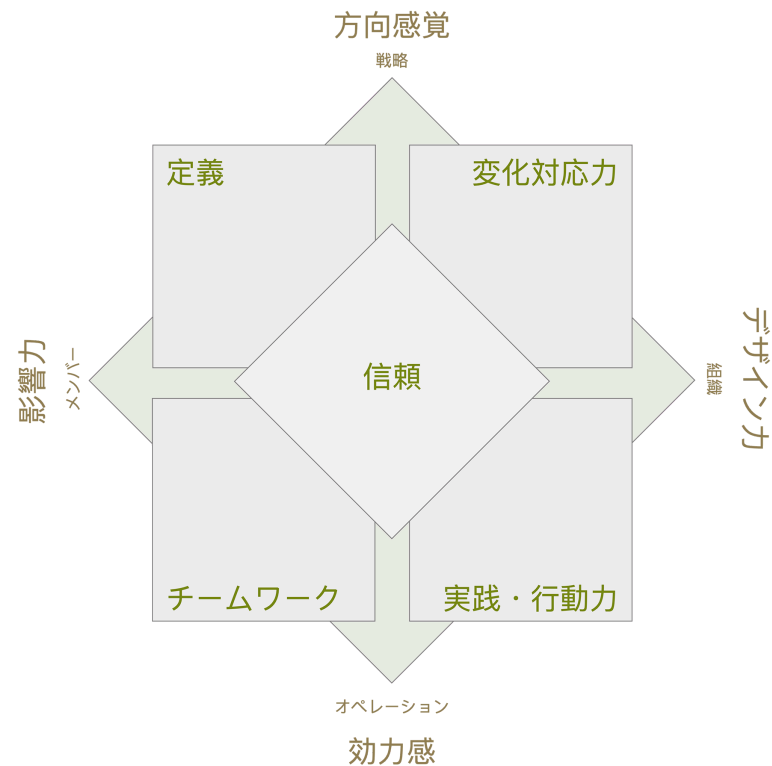 方向感覚
戦略
定義
変化対応力
影響力
メンバー
信頼
組織
デザイン力
チームワーク
実践・行動力
オペレーション
効力感